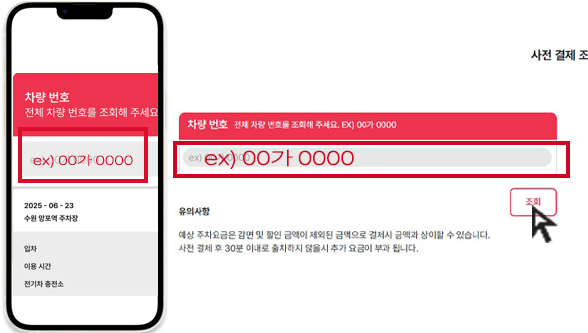 차량 번호
전체 차량 번호를 조회해 주세요
ex) 00가 0000
2025 - 06 - 23
수원 망포역 주차장
입차
이용 시간
전기차 충전소
사전 결제 조
차량 번호 전체 차량 번호를 조회해 주세요. EX) 00가 0000
ex) 00가 0000
조회
유의사항
예상 주차요금은 감면 및 할인 금액이 제외된 금액으로 결제시 금액과 상이할 수 있습니다.
사전 결제 후 30분 이내로 출차하지 않을시 추가 요금이 부과 됩니다.